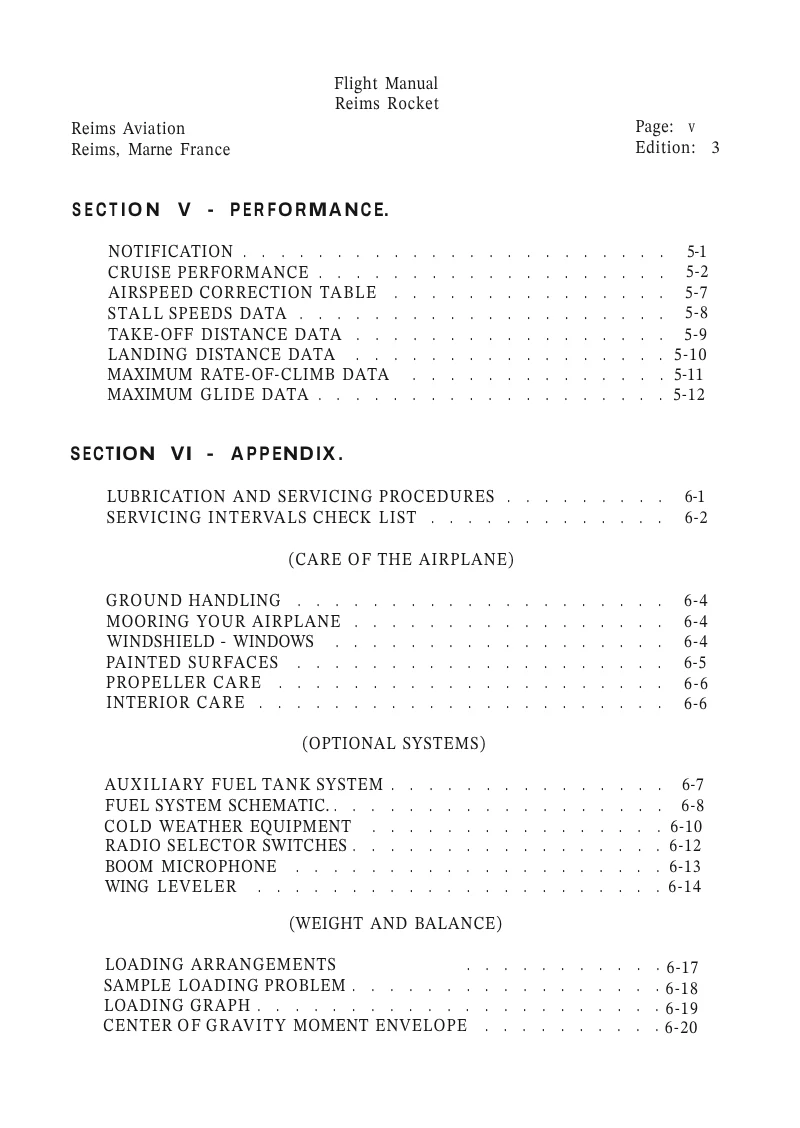 Flight Manual
Reims Rocket
Reims Aviation
Reims, Marne France
Page: v
Edition: 3
SECTION V - PERFORMANCE.
NOTIFICATION . . . . . . . . . . . . . . . . . . . . . . . 5-1
CRUISE PERFORMANCE . . . . . . . . . . . . . . . . . . . 5-2
AIRSPEED CORRECTION TABLE . . . . . . . . . . . . . . . 5-7
STALL SPEEDS DATA . . . . . . . . . . . . . . . . . . . . 5-8
TAKE-OFF DISTANCE DATA . . . . . . . . . . . . . . . . . 5-9
LANDING DISTANCE DATA . . . . . . . . . . . . . . . . . 5-10
MAXIMUM RATE-OF-CLIMB DATA . . . . . . . . . . . . . . 5-11
MAXIMUM GLIDE DATA . . . . . . . . . . . . . . . . . . . 5-12
SECTION VI - APPENDIX.
LUBRICATION AND SERVICING PROCEDURES . . . . . . . . . 6-1
SERVICING INTERVALS CHECK LIST . . . . . . . . . . . . . 6-2
(CARE OF THE AIRPLANE)
GROUND HANDLING . . . . . . . . . . . . . . . . . . . . 6-4
MOORING YOUR AIRPLANE . . . . . . . . . . . . . . . . . 6-4
WINDSHIELD - WINDOWS . . . . . . . . . . . . . . . . . . 6-4
PAINTED SURFACES . . . . . . . . . . . . . . . . . . . . 6-5
PROPELLER CARE . . . . . . . . . . . . . . . . . . . . . 6-6
INTERIOR CARE . . . . . . . . . . . . . . . . . . . . . . 6-6
(OPTIONAL SYSTEMS)
AUXILIARY FUEL TANK SYSTEM . . . . . . . . . . . . . . . 6-7
FUEL SYSTEM SCHEMATIC. . . . . . . . . . . . . . . . . . . 6-8
COLD WEATHER EQUIPMENT . . . . . . . . . . . . . . . . 6-10
RADIO SELECTOR SWITCHES . . . . . . . . . . . . . . . . . 6-12
BOOM MICROPHONE . . . . . . . . . . . . . . . . . . . . 6-13
WING LEVELER . . . . . . . . . . . . . . . . . . . . . . 6-14
(WEIGHT AND BALANCE)
LOADING ARRANGEMENTS . . . . . . . . . . . 6-17
SAMPLE LOADING PROBLEM . . . . . . . . . . . . . . . . . 6-18
LOADING GRAPH . . . . . . . . . . . . . . . . . . . . . . 6-19
CENTER OF GRAVITY MOMENT ENVELOPE . . . . . . . . . . 6-20